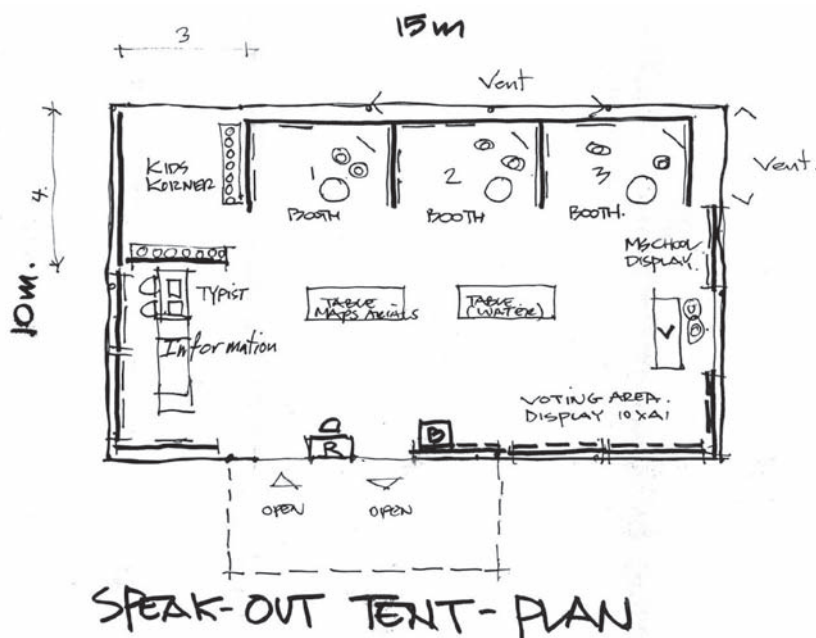 15m
3
Vent
Vent.
4.
10m.
KIDS
KORNER
1
BOOTH
2
BOOTH
3
BOOTH.
MSCHOOL
DISPLAY.
TYPIST
TABLE
MAPS ARIALS
TABLE
(WATER)
V
Information
VOTING AREA.
DISPLAY 10XA1
R
B
OPEN
OPEN
SPEAK-OUT TENT-PLAN